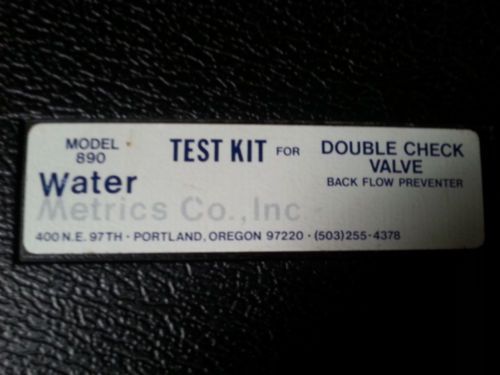 MODEL 890
TEST KIT FOR
DOUBLE CHECK
VALVE
BACK FLOW PREVENTER
Water
Metrics Co., Inc
400 N.E. 97TH · PORTLAND, OREGON 97220 · (503)255-4378